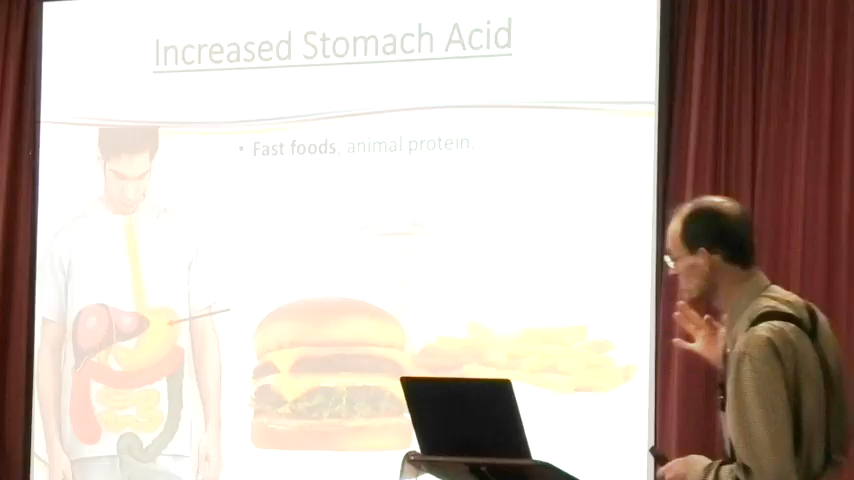 Increased Stomach Acid
• Fast foods, animal protein.